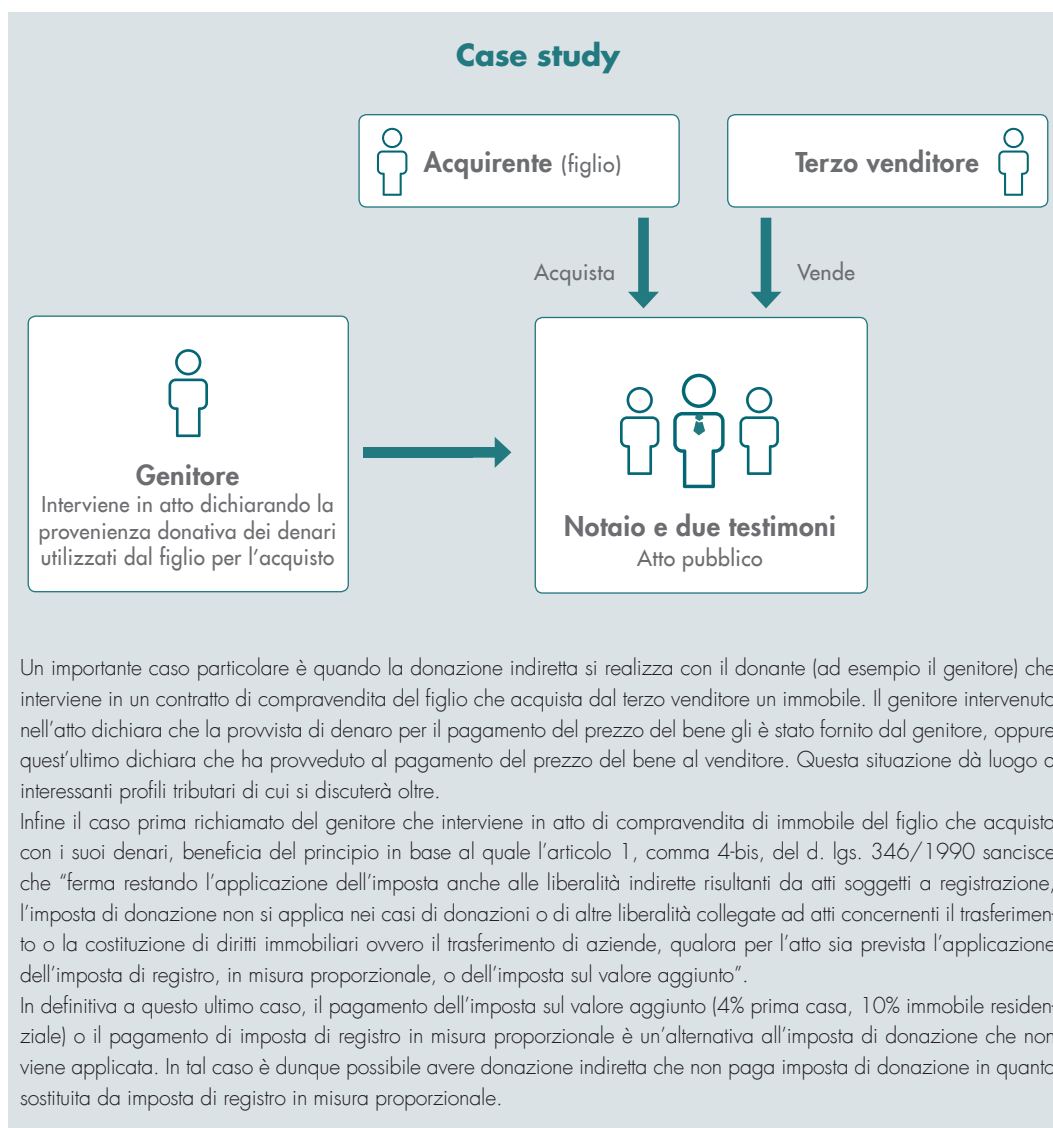 Case study
Acquirente (figlio)
Terzo venditore
Acquista
Vende
Genitore
Interviene in atto dichiarando la
provenienza donativa dei denari
utilizzati dal figlio per l'acquisto
Notaio e due testimoni
Atto pubblico
Un importante caso particolare è quando la donazione indiretta si realizza con il donante (ad esempio il genitore) che
interviene in un contratto di compravendita del figlio che acquista dal terzo venditore un immobile. Il genitore intervenuto
nell'atto dichiara che la provvista di denaro per il pagamento del prezzo del bene gli è stato fornito dal genitore, oppure
quest'ultimo dichiara che ha provveduto al pagamento del prezzo del bene al venditore. Questa situazione dà luogo a
interessanti profili tributari di cui si discuterà oltre.
Infine il caso prima richiamato del genitore che interviene in atto di compravendita di immobile del figlio che acquista
con i suoi denari, beneficia del principio in base al quale l'articolo 1, comma 4-bis, del d. lgs. 346/1990 sancisce
che "ferma restando l'applicazione dell'imposta anche alle liberalità indirette risultanti da atti soggetti a registrazione,
l'imposta di donazione non si applica nei casi di donazioni o di altre liberalità collegate ad atti concernenti il trasferimen-
to o la costituzione di diritti immobiliari ovvero il trasferimento di aziende, qualora per l'atto sia prevista l'applicazione
dell'imposta di registro, in misura proporzionale, o dell'imposta sul valore aggiunto".
In definitiva a questo ultimo caso, il pagamento dell'imposta sul valore aggiunto (4% prima casa, 10% immobile residen-
ziale) o il pagamento di imposta di registro in misura proporzionale è un'alternativa all'imposta di donazione che non
viene applicata. In tal caso è dunque possibile avere donazione indiretta che non paga imposta di donazione in quanto
sostituita da imposta di registro in misura proporzionale.